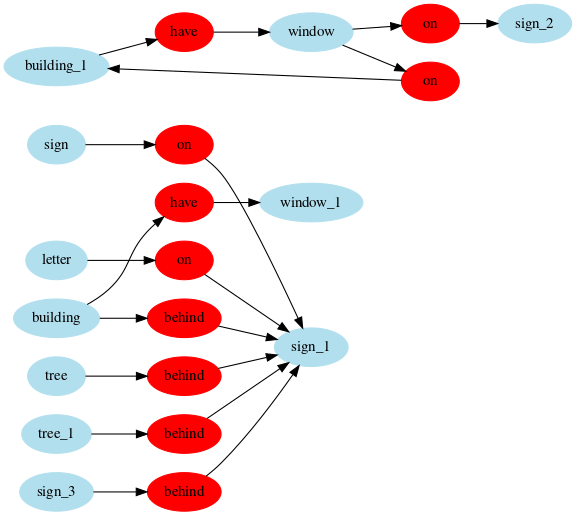 have
on
sign_2
window
building_1
on
sign
on
have
window_1
letter
on
building
behind
sign_1
tree
behind
tree_1
behind
sign_3
behind